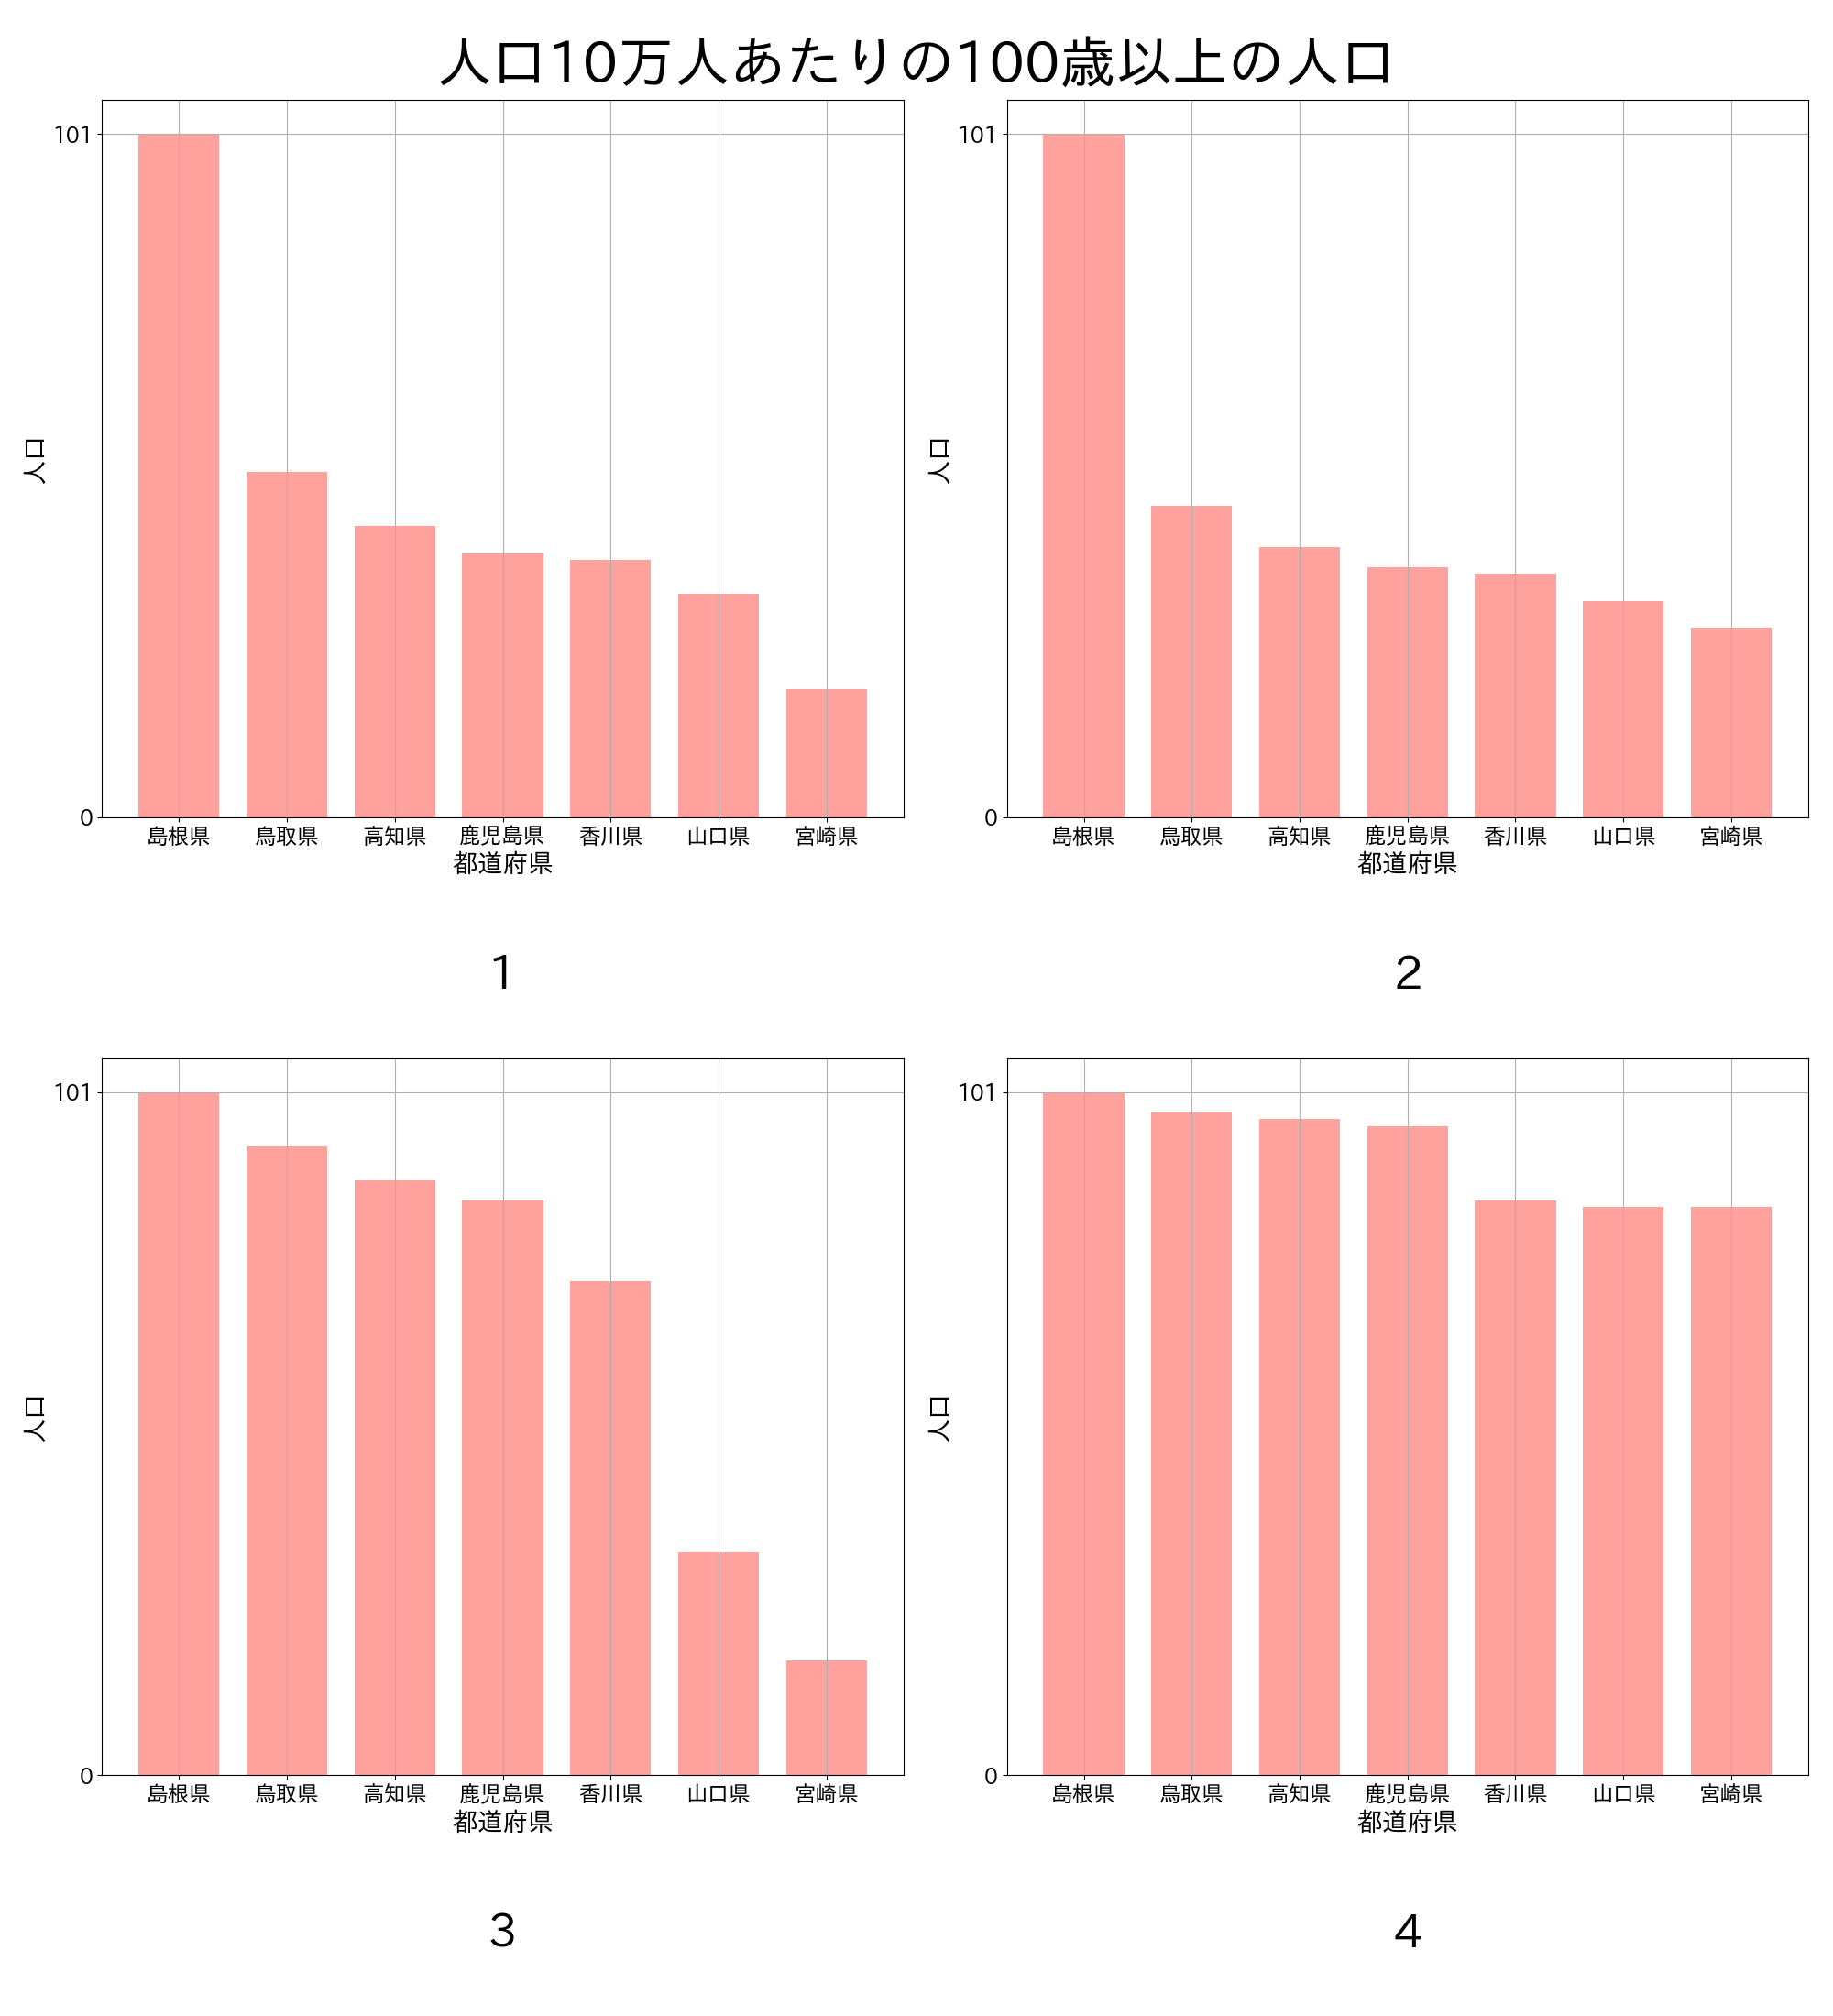 人口10万人あたりの100歳以上の人口
101
0
人口
島根県 鳥取県 高知県 鹿児島県 香川県 山口県 宮崎県
都道府県
1
101
0
人口
島根県 鳥取県 高知県 鹿児島県 香川県 山口県 宮崎県
都道府県
2
101
0
人口
島根県 鳥取県 高知県 鹿児島県 香川県 山口県 宮崎県
都道府県
3
101
0
人口
島根県 鳥取県 高知県 鹿児島県 香川県 山口県 宮崎県
都道府県
4